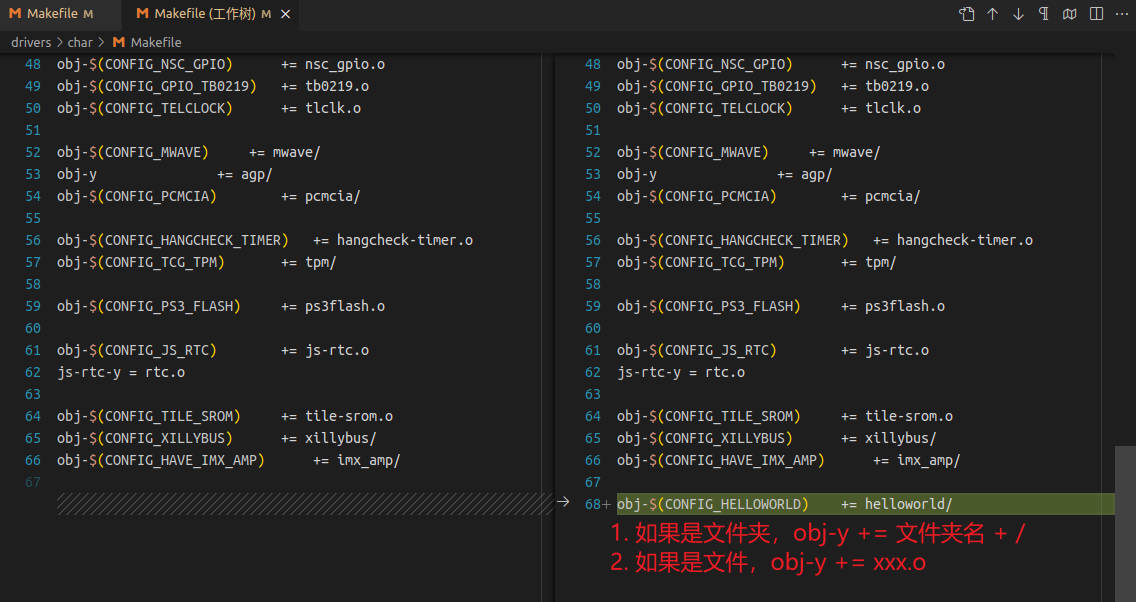 Makefile M
Makefile (工作树) M
drivers > char > Makefile
48 obj-$(CONFIG_NSC_GPIO) += nsc_gpio.o
49 obj-$(CONFIG_GPIO_TB0219) += tb0219.o
50 obj-$(CONFIG_TELCLOCK) += tlclk.o
51
52 obj-$(CONFIG_MWAVE) += mwave/
53 obj-y += agp/
54 obj-$(CONFIG_PCMCIA) += pcmcia/
55
56 obj-$(CONFIG_HANGCHECK_TIMER) += hangcheck-timer.o
57 obj-$(CONFIG_TCG_TPM) += tpm/
58
59 obj-$(CONFIG_PS3_FLASH) += ps3flash.o
60
61 obj-$(CONFIG_JS_RTC) += js-rtc.o
62 js-rtc-y = rtc.o
63
64 obj-$(CONFIG_TILE_SROM) += tile-srom.o
65 obj-$(CONFIG_XILLYBUS) += xillybus/
66 obj-$(CONFIG_HAVE_IMX_AMP) += imx_amp/
67
48 obj-$(CONFIG_NSC_GPIO) += nsc_gpio.o
49 obj-$(CONFIG_GPIO_TB0219) += tb0219.o
50 obj-$(CONFIG_TELCLOCK) += tlclk.o
51
52 obj-$(CONFIG_MWAVE) += mwave/
53 obj-y += agp/
54 obj-$(CONFIG_PCMCIA) += pcmcia/
55
56 obj-$(CONFIG_HANGCHECK_TIMER) += hangcheck-timer.o
57 obj-$(CONFIG_TCG_TPM) += tpm/
58
59 obj-$(CONFIG_PS3_FLASH) += ps3flash.o
60
61 obj-$(CONFIG_JS_RTC) += js-rtc.o
62 js-rtc-y = rtc.o
63
64 obj-$(CONFIG_TILE_SROM) += tile-srom.o
65 obj-$(CONFIG_XILLYBUS) += xillybus/
66 obj-$(CONFIG_HAVE_IMX_AMP) += imx_amp/
67
68+ obj-$(CONFIG_HELLOWORLD) += helloworld/
1. 如果是文件夹，obj-y += 文件夹名 + /
2. 如果是文件，obj-y += xxx.o